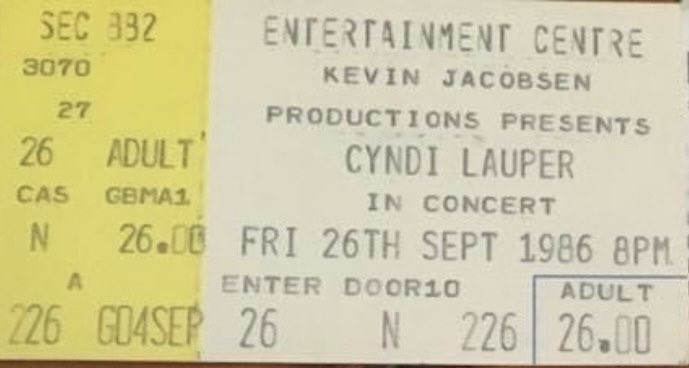 SEC 332
3070
27
26 ADULT
CAS GBMA1
N 26.00
A
226 G04SEP
ENTERTAINMENT CENTRE
KEVIN JACOBSEN
PRODUCTIONS PRESENTS
CYNDI LAUPER
IN CONCERT
FRI 26TH SEPT 1986 8PM
ENTER DOOR10
26 N 226
ADULT
26.00